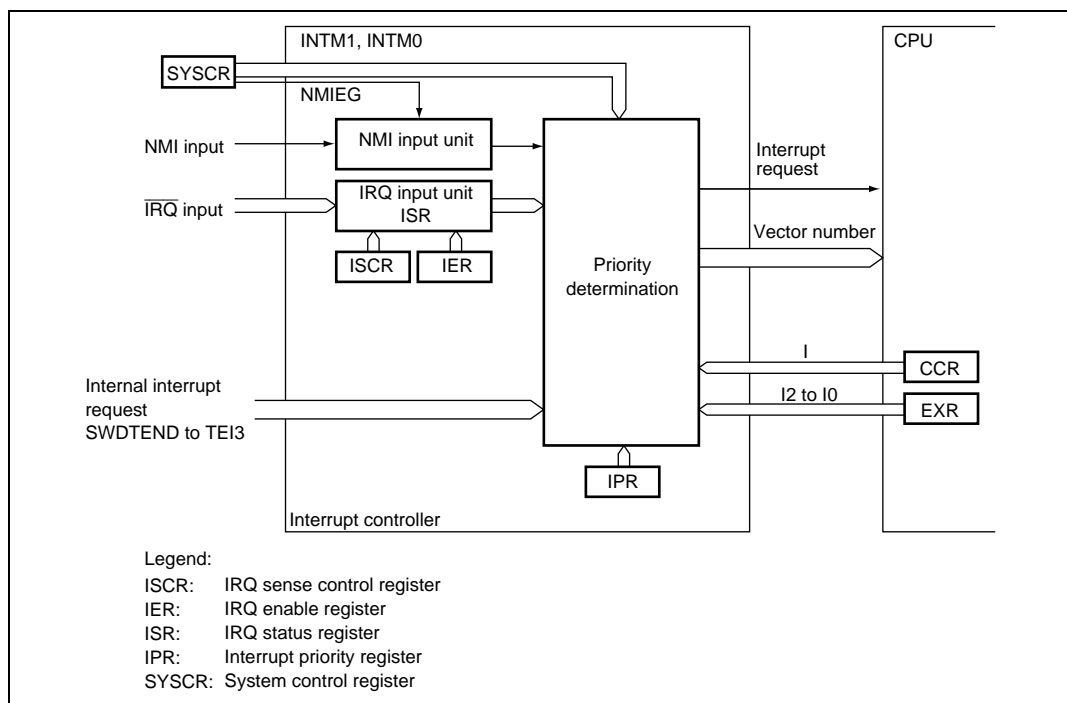 INTM1, INTM0
CPU
SYSCR
NMIEG
NMI input
NMI input unit
Interrupt
request
IRQ input
IRQ input unit
ISR
Vector number
ISCR
IER
Priority
determination
I
CCR
Internal interrupt
request
SWDTEND to TEI3
I2 to I0
EXR
IPR
Interrupt controller
Legend:
ISCR: IRQ sense control register
IER: IRQ enable register
ISR: IRQ status register
IPR: Interrupt priority register
SYSCR: System control register